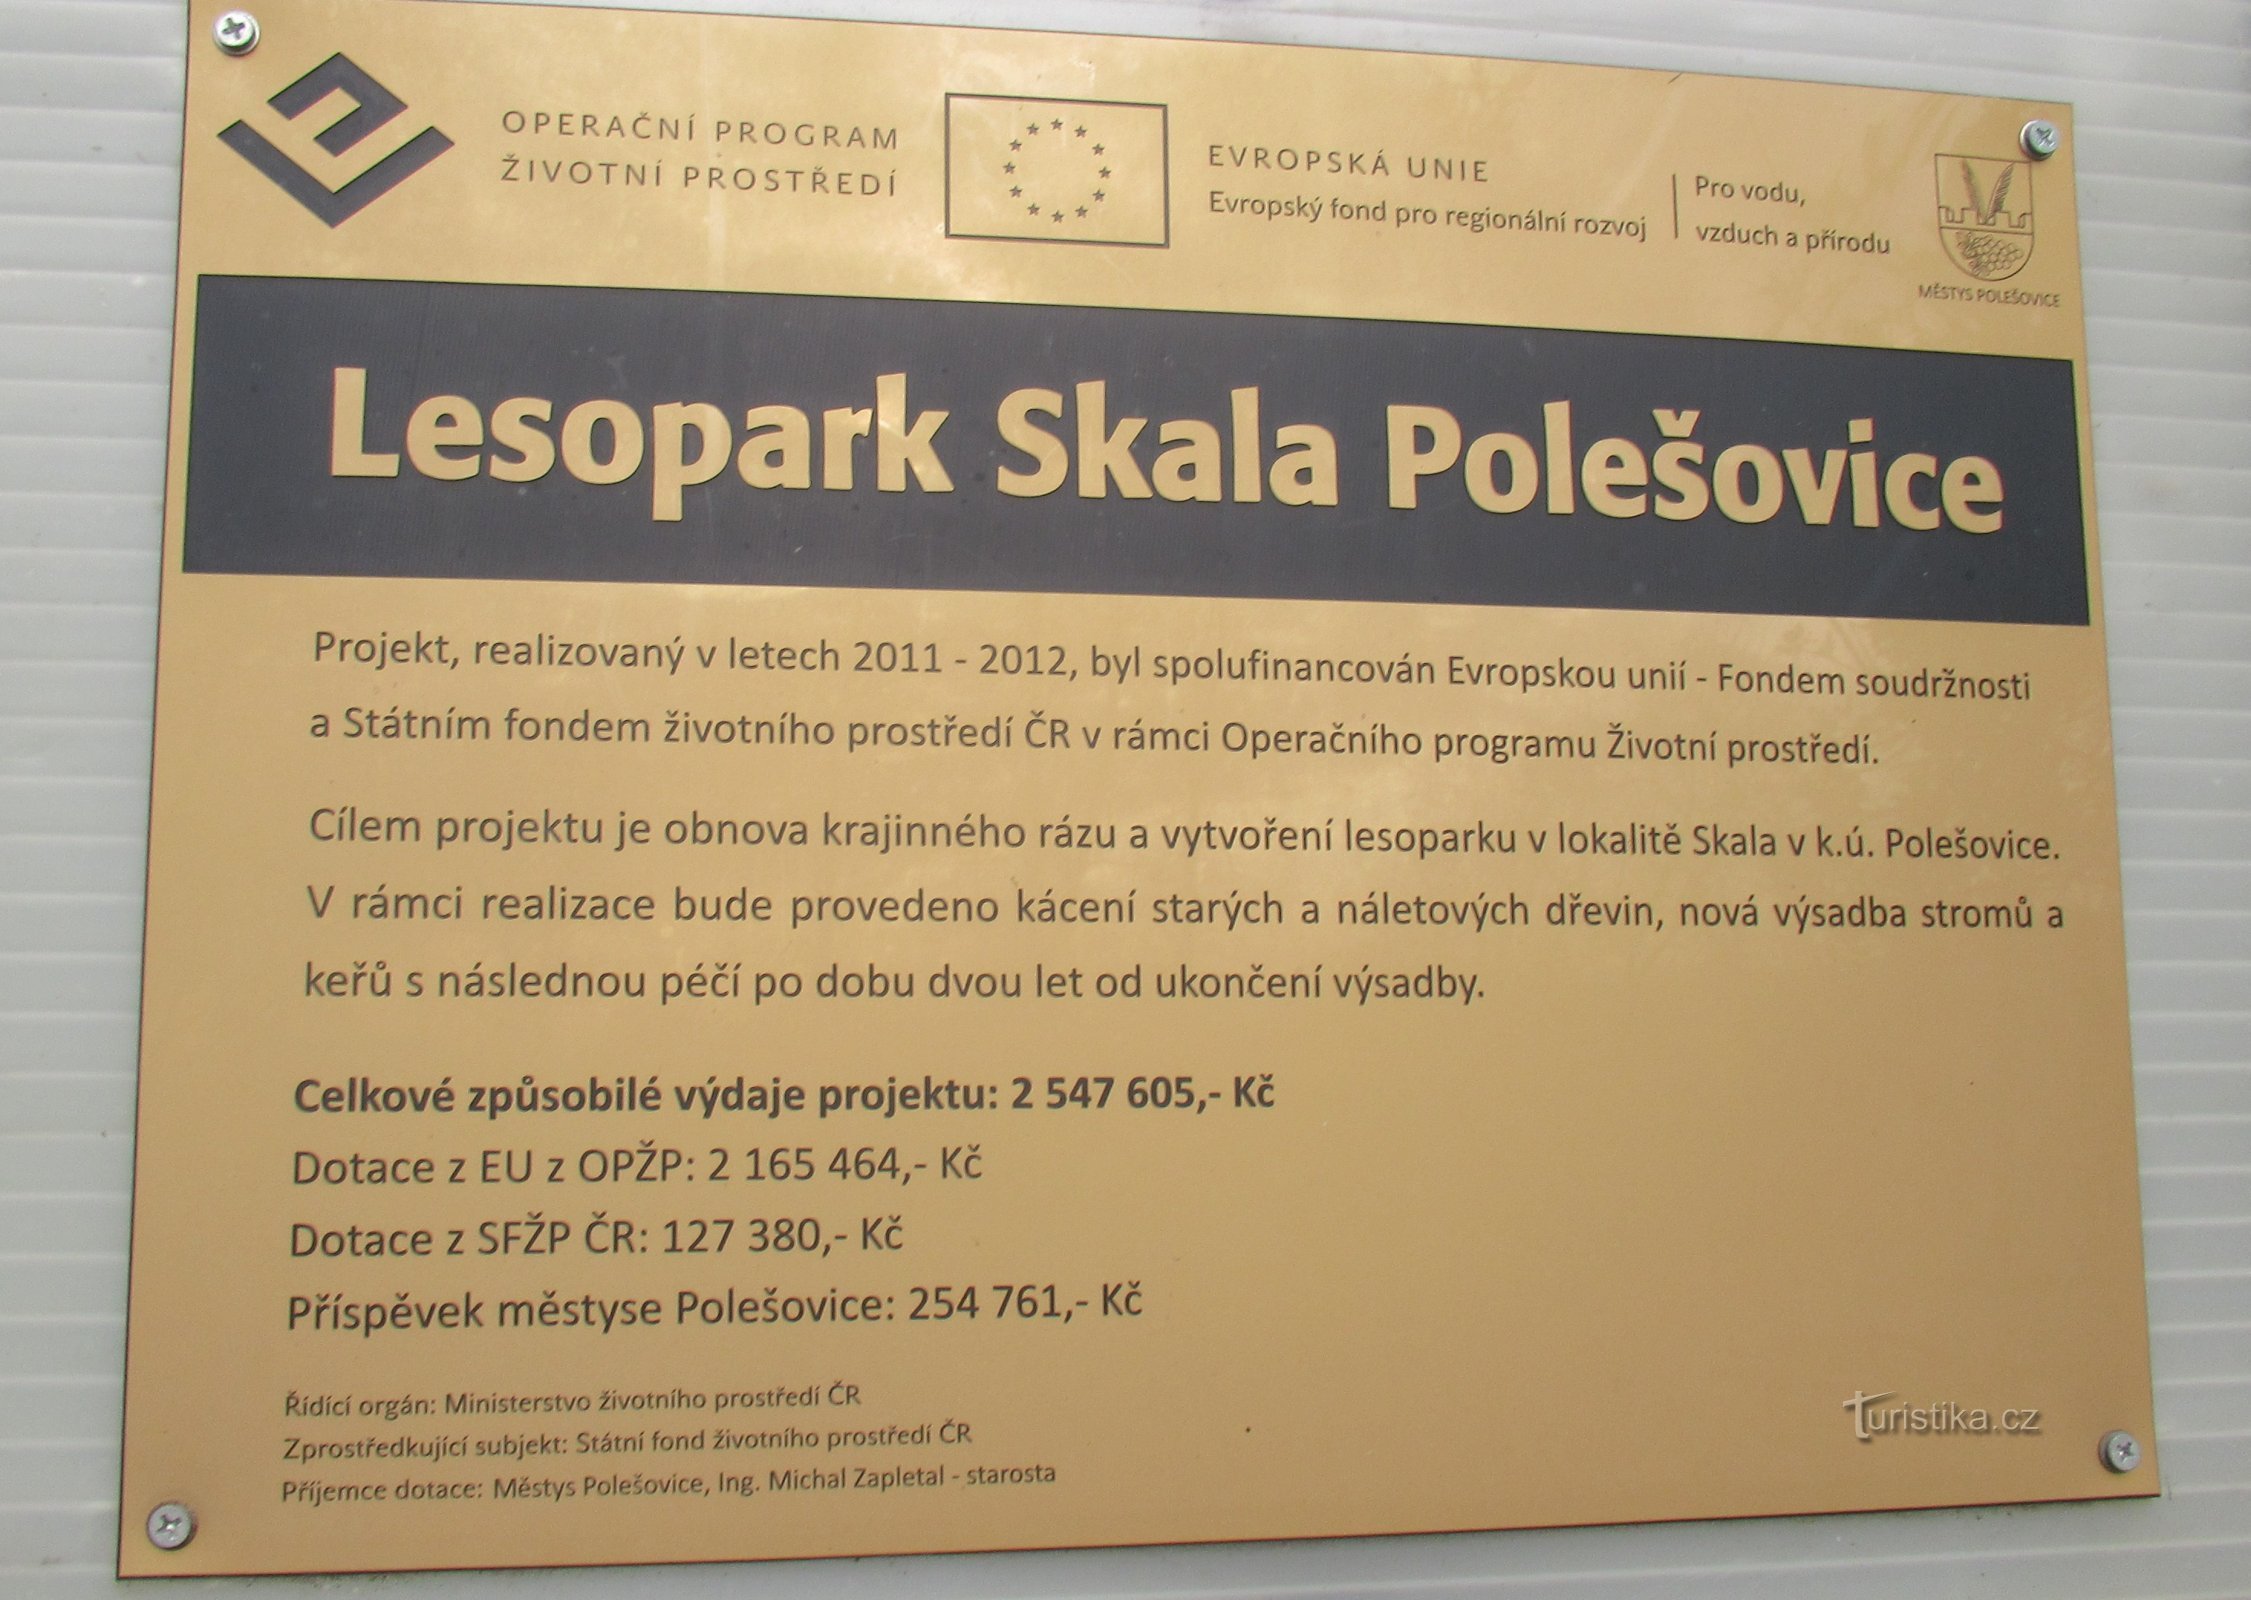 OPERAČNÍ PROGRAM
ŽIVOTNÍ PROSTŘEDÍ
EVROPSKÁ UNIE
Evropský fond pro regionální rozvoj
Pro vodu,
vzduch a přírodu
MĚSTYS POLEŠOVICE
Lesopark Skala Polešovice
Projekt, realizovaný v letech 2011 - 2012, byl spolufinancován Evropskou unií - Fondem soudržnosti
a Státním fondem životního prostředí ČR v rámci Operačního programu Životní prostředí.
Cílem projektu je obnova krajinného rázu a vytvoření lesoparku v lokalitě Skala v k.ú. Polešovice.
V rámci realizace bude provedeno kácení starých a náletových dřevin, nová výsadba stromů a
keřů s následnou péčí po dobu dvou let od ukončení výsadby.
Celkové způsobilé výdaje projektu: 2 547 605,- Kč
Dotace z EU z OPŽP: 2 165 464,- Kč
Dotace z SFŽP ČR: 127 380,- Kč
Příspěvek městyse Polešovice: 254 761,- Kč
Řídící orgán: Ministerstvo životního prostředí ČR
Zprostředkující subjekt: Státní fond životního prostředí ČR
Příjemce dotace: Městys Polešovice, Ing. Michal Zapletal - starosta
Turistika.cz